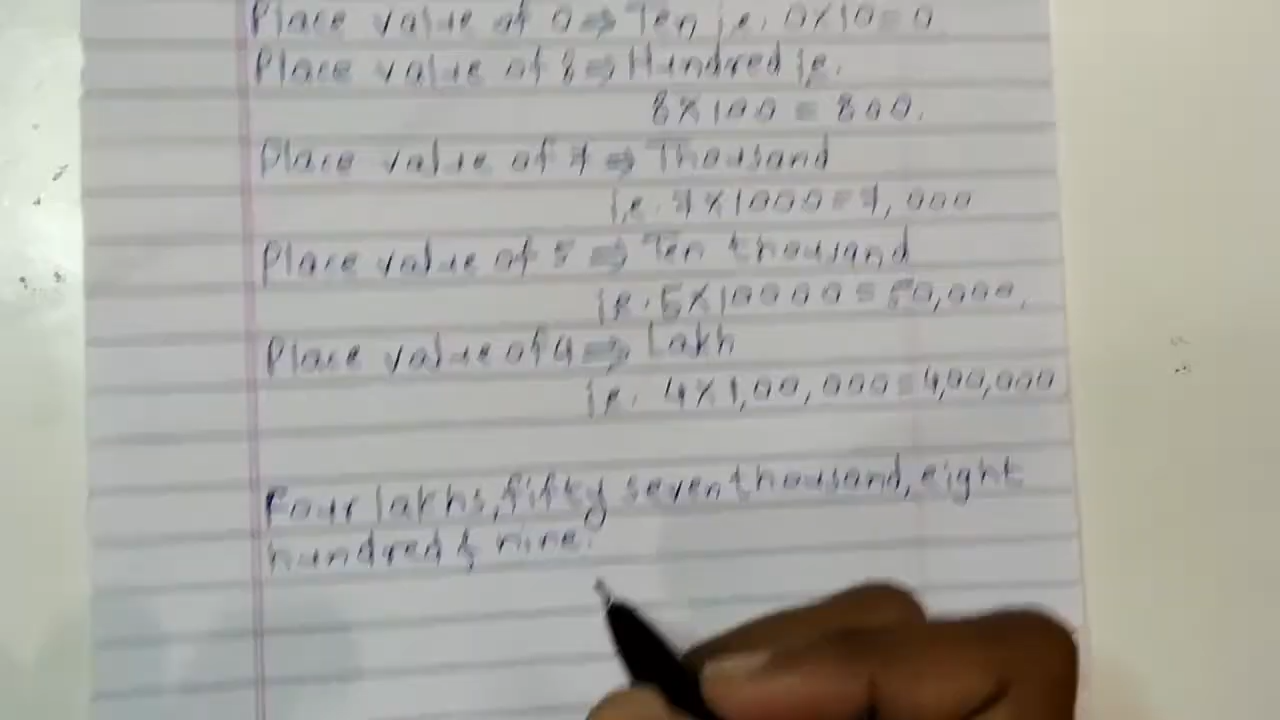 Place value of 0 ⇒ Ten i.e. 0×10=0
Place value of 8 ⇒ Hundred i.e.
8×100 = 800.
Place value of 7 ⇒ Thousand
i.e. 7×1000=7,000
Place value of 5 ⇒ Ten thousand
i.e. 5×10000=50,000.
Place value of 4 ⇒ Lakh
i.e. 4×1,00,000=4,00,000
Four lakhs, fifty seven thousand, eight
hundred & nine.